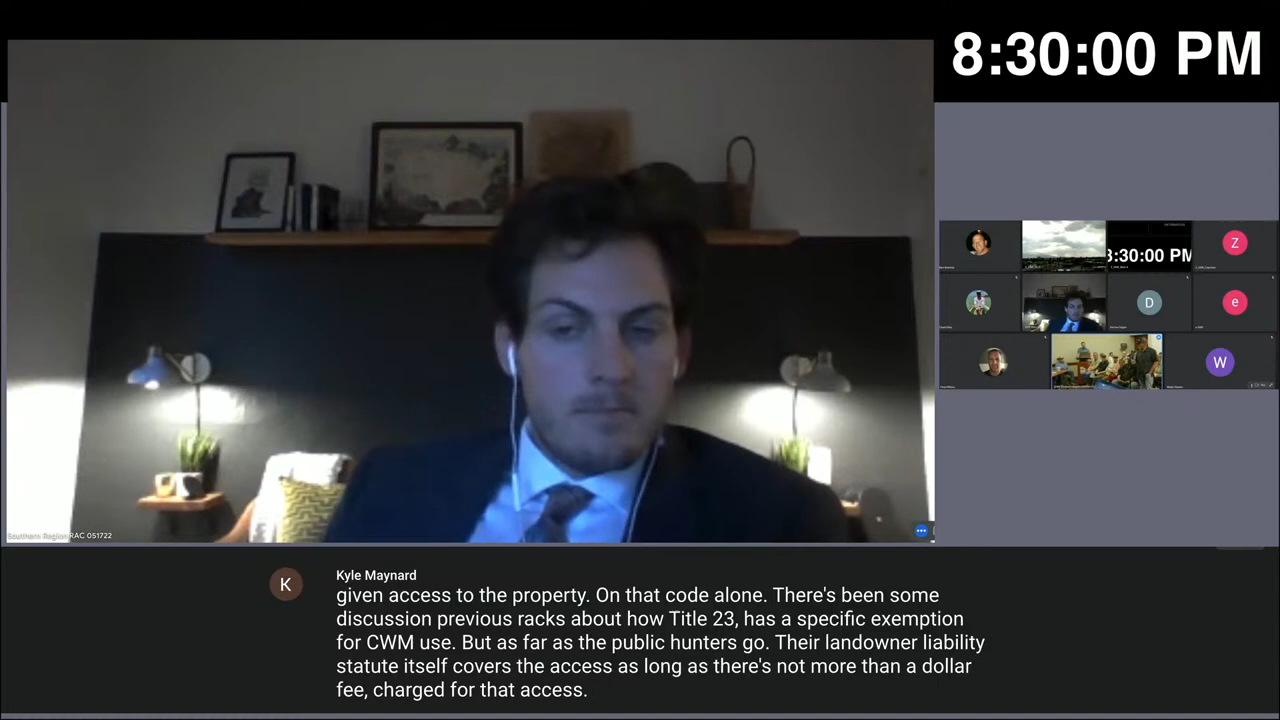 8:30:00 PM
3:30:00 PM
Z
D
e
W
Southern Region RAC 051722
K
Kyle Maynard
given access to the property. On that code alone. There's been some
discussion previous racks about how Title 23, has a specific exemption
for CWM use. But as far as the public hunters go. Their landowner liability
statute itself covers the access as long as there's not more than a dollar
fee, charged for that access.